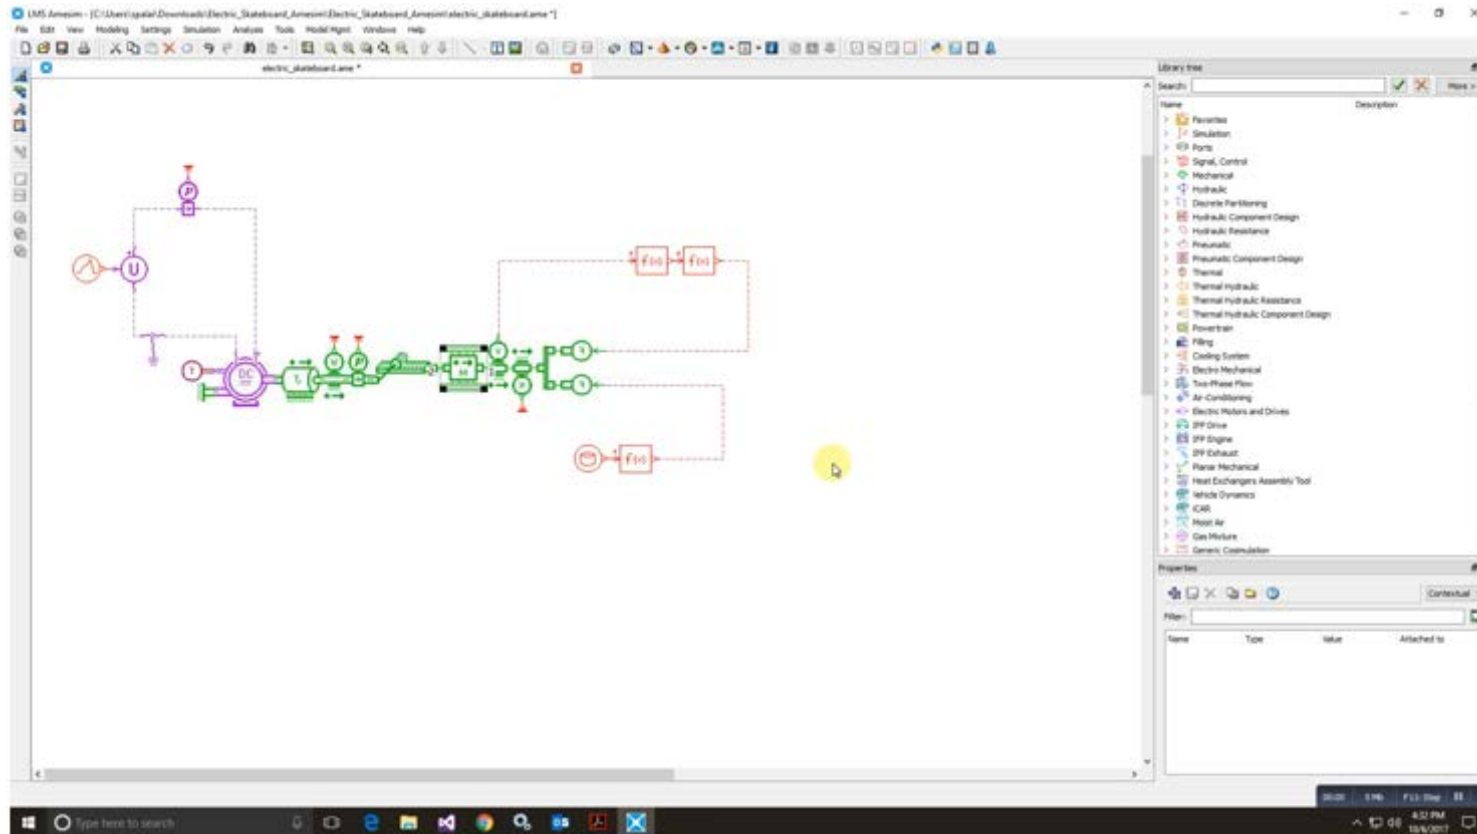 LMS Amesim - [C:\Users\spalai\Downloads\Electric_Skateboard_Amesim\Electric_Skateboard_Amesim\electric_skateboard.ame *]
File Edit View Modeling Settings Simulation Analysis Tools Model Mgmt Windows Help
electric_skateboard.ame *
Library tree
Search:
More >
Name Description
Favorites
Simulation
Ports
Signal, Control
Mechanical
Hydraulic
Discrete Partitioning
Hydraulic Component Design
Hydraulic Resistance
Pneumatic
Pneumatic Component Design
Thermal
Thermal Hydraulic
Thermal Hydraulic Resistance
Thermal Hydraulic Component Design
Powertrain
Filling
Cooling System
Electro Mechanical
Two-Phase Flow
Air-Conditioning
Electric Motors and Drives
IFP Drive
IFP Engine
IFP Exhaust
Planar Mechanical
Heat Exchangers Assembly Tool
Vehicle Dynamics
iCAR
Moist Air
Gas Mixture
Generic Cosimulation
P
U
f(x) f(x)
T
DC
M
f(x)
Properties
Contextual
Filter:
Name Type Value Attached to
Type here to search
4:32 PM
10/6/2017